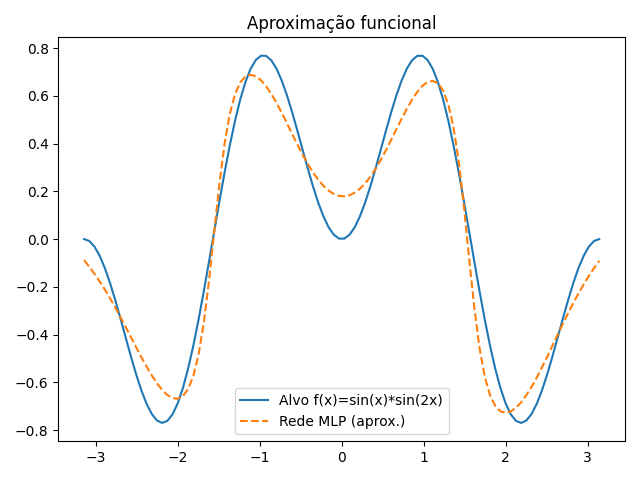 Aproximação funcional
0.8
0.6
0.4
0.2
0.0
−0.2
−0.4
−0.6
−0.8
Alvo f(x)=sin(x)*sin(2x)
Rede MLP (aprox.)
−3 −2 −1 0 1 2 3